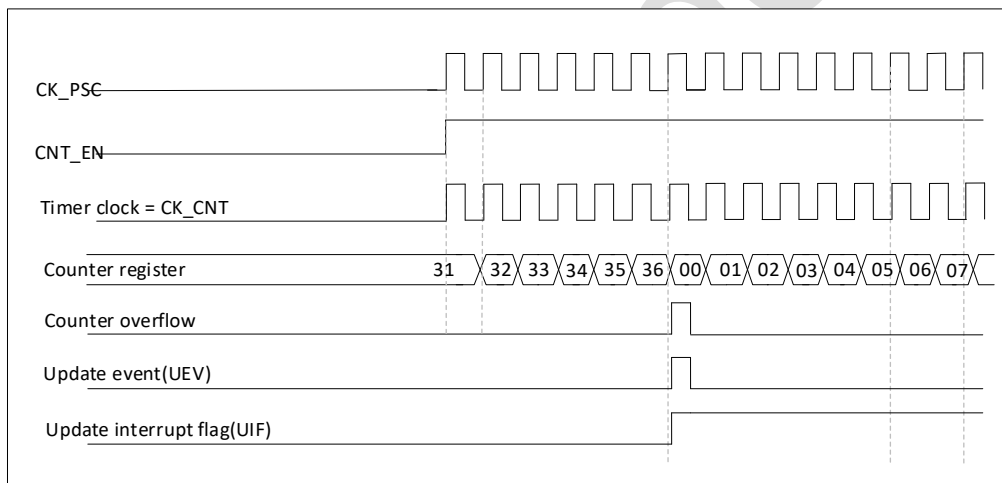 CK_PSC
CNT_EN
Timer clock = CK_CNT
Counter register 31 32 33 34 35 36 00 01 02 03 04 05 06 07
Counter overflow
Update event(UEV)
Update interrupt flag(UIF)